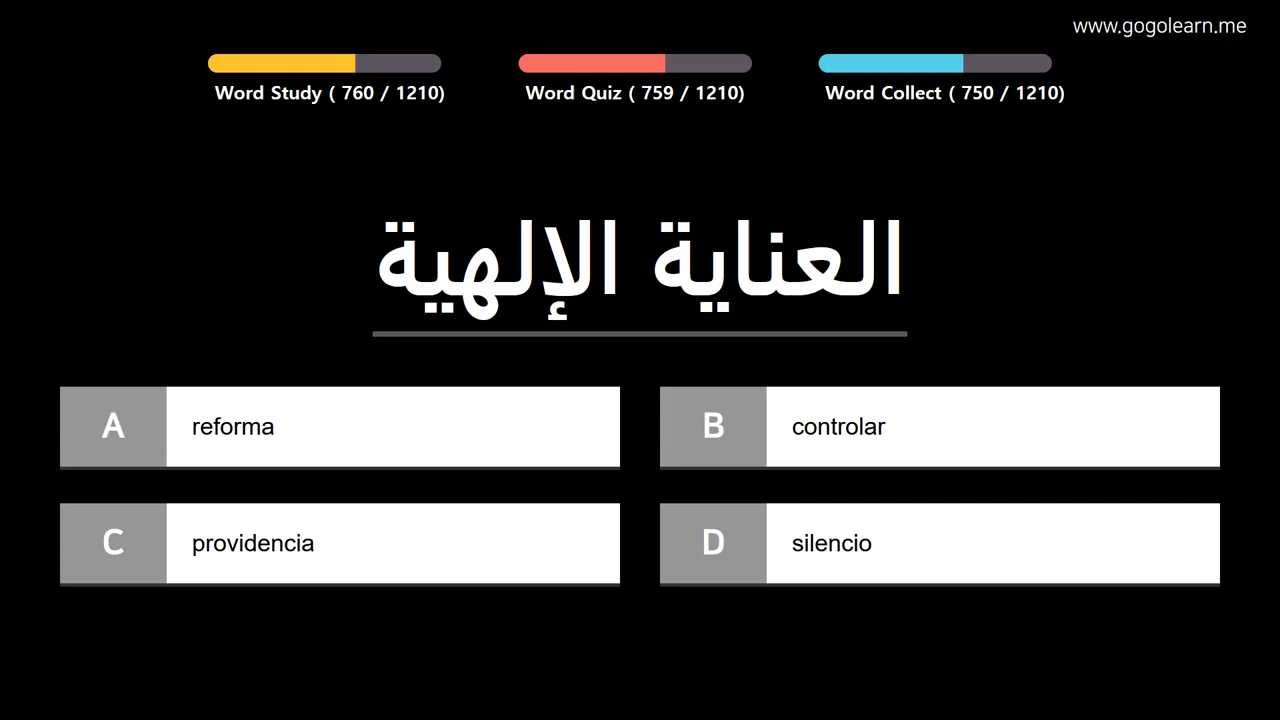 www.gogolearn.me
Word Study ( 760 / 1210)
Word Quiz ( 759 / 1210)
Word Collect ( 750 / 1210)
العناية الإلهية
A reforma
B controlar
C providencia
D silencio